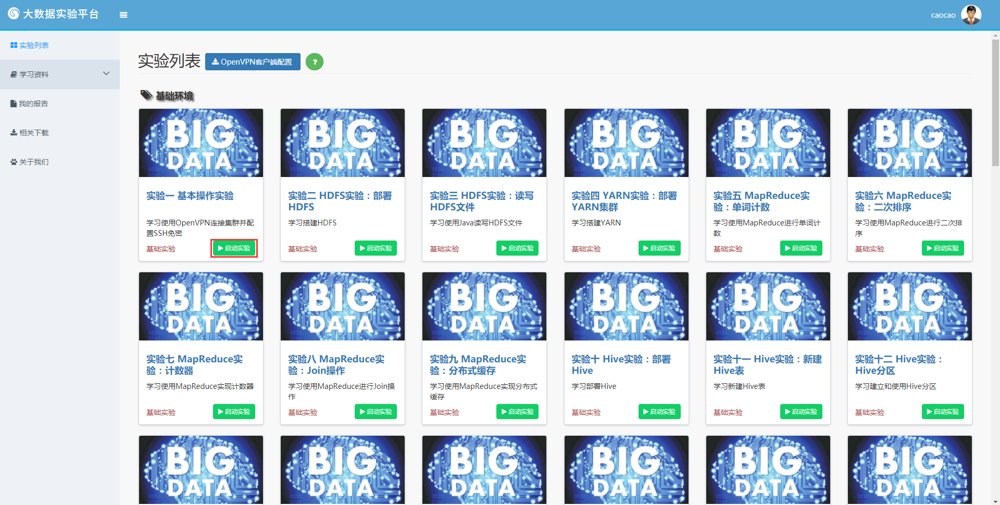 大数据实验平台
caocao
实验列表
学习资料
我的报告
相关下载
关于我们
实验列表
OpenVPN客户端配置
?
基础环境
BIG
DATA
BIG
DATA
BIG
DATA
BIG
DATA
BIG
DATA
BIG
DATA
实验一 基本操作实验
学习使用OpenVPN连接集群并配
置SSH免密
基础实验
启动实验
实验二 HDFS实验：部署
HDFS
学习搭建HDFS
基础实验
启动实验
实验三 HDFS实验：读写
HDFS文件
学习使用Java读写HDFS文件
基础实验
启动实验
实验四 YARN实验：部署
YARN集群
学习搭建YARN
基础实验
启动实验
实验五 MapReduce实
验：单词计数
学习使用MapReduce进行单词计
数
基础实验
启动实验
实验六 MapReduce实
验：二次排序
学习使用MapReduce进行二次排
序
基础实验
启动实验
BIG
DATA
BIG
DATA
BIG
DATA
BIG
DATA
BIG
DATA
BIG
DATA
实验七 MapReduce实
验：计数器
学习使用MapReduce实现计数器
基础实验
启动实验
实验八 MapReduce实
验：Join操作
学习使用MapReduce进行Join操
作
基础实验
启动实验
实验九 MapReduce实
验：分布式缓存
学习使用MapReduce实现分布式
缓存
基础实验
启动实验
实验十 Hive实验：部署
Hive
学习部署Hive
基础实验
启动实验
实验十一 Hive实验：新建
Hive表
学习新建Hive表
基础实验
启动实验
实验十二 Hive实验：
Hive分区
学习建立和使用Hive分区
基础实验
启动实验
BIG
DATA
BIG
DATA
BIG
DATA
BIG
DATA
BIG
DATA
BIG
DATA